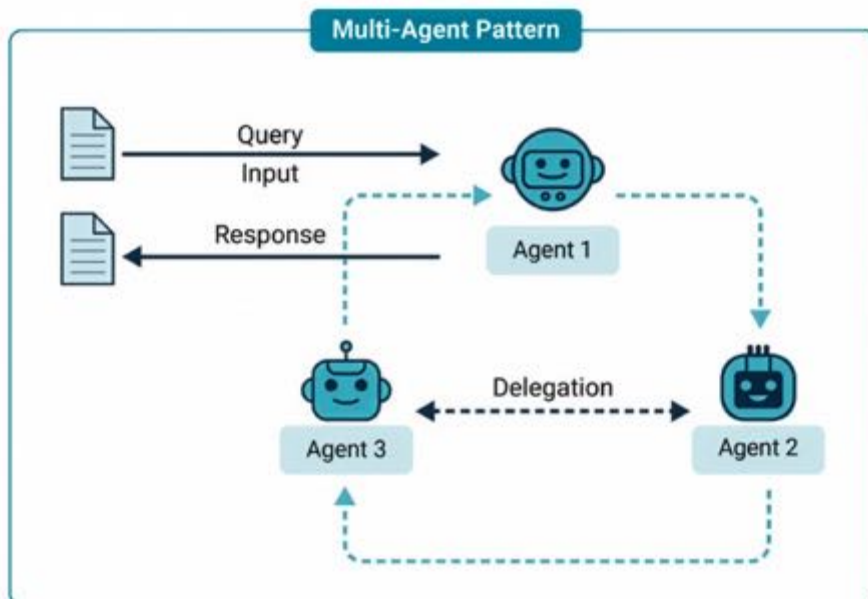 Multi-Agent Pattern
Query
Input
Response
Agent 1
Delegation
Agent 3
Agent 2